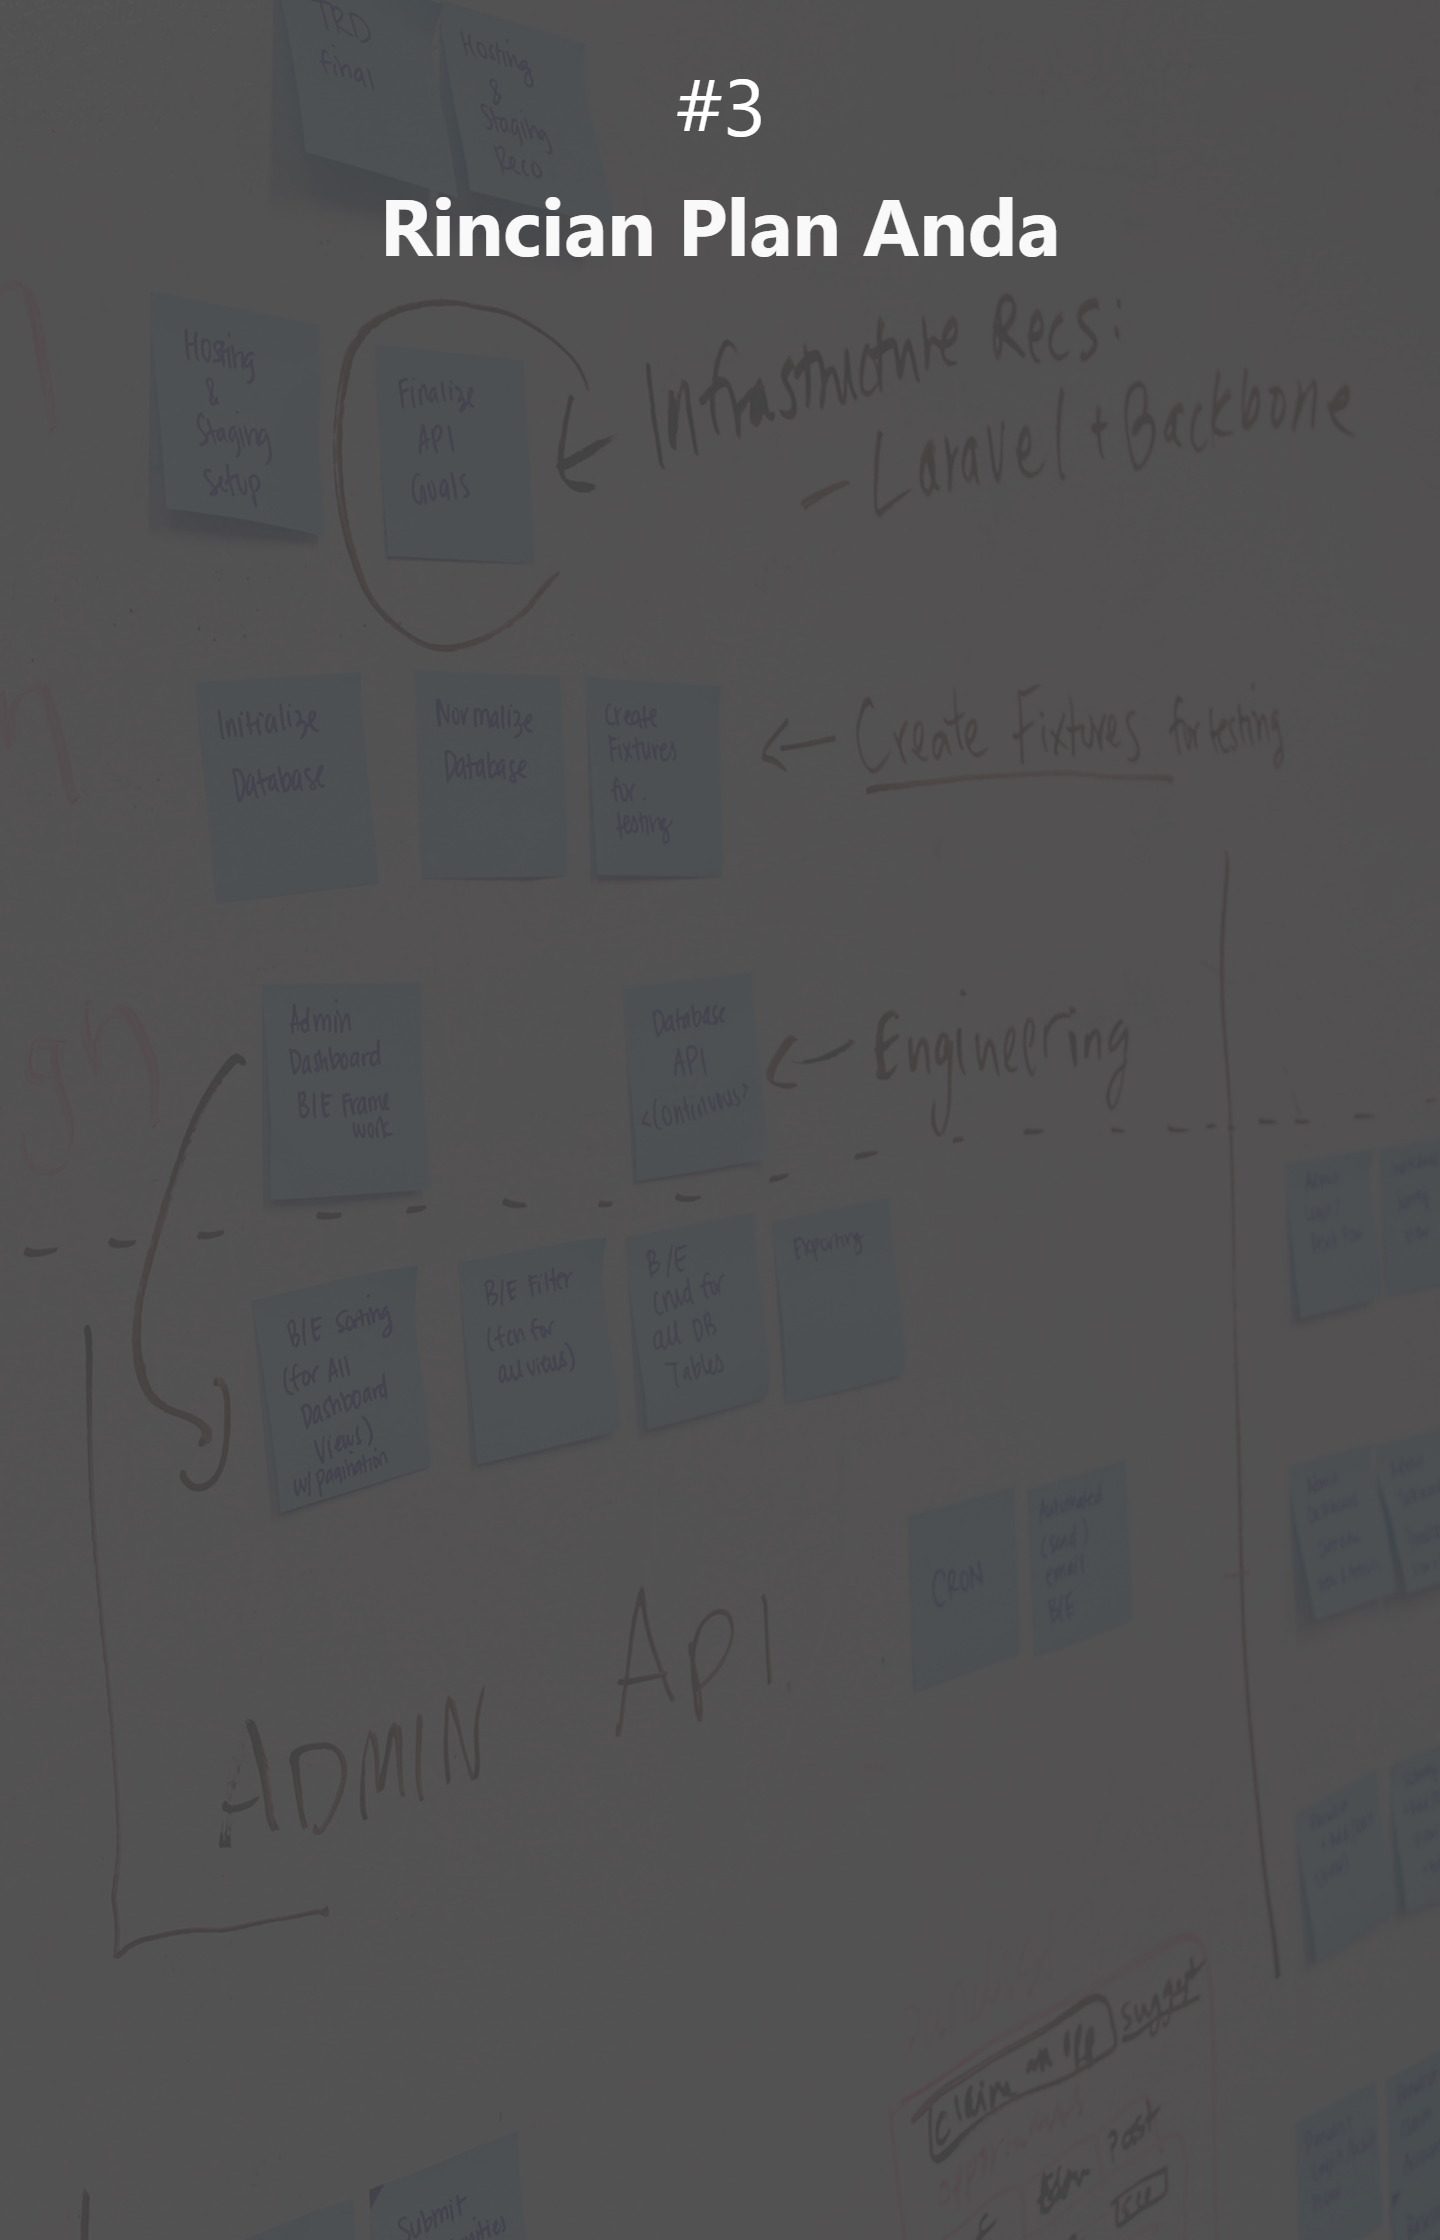 #3
Rincian Plan Anda
TRD
final
Hosting
&
Staging
Reco
Hosting
&
Staging
Setup
Finalize
API
Goals
Infrastructure Recs:
- Laravel + Backbone
Initialize
Database
Normalize
Database
Create
Fixtures
for
testing
Create Fixtures for testing
Admin
Dashboard
B/E Frame
work
Database
API
<Continuous>
Engineering
B/E Sorting
(for All
Dashboard
Views)
w/ pagination
B/E Filter
(fcn for
all views)
B/E
Crud for
all DB
Tables
Exporting
CRON
Automated
(send)
email
B/E
ADMIN API
suggest
Submit